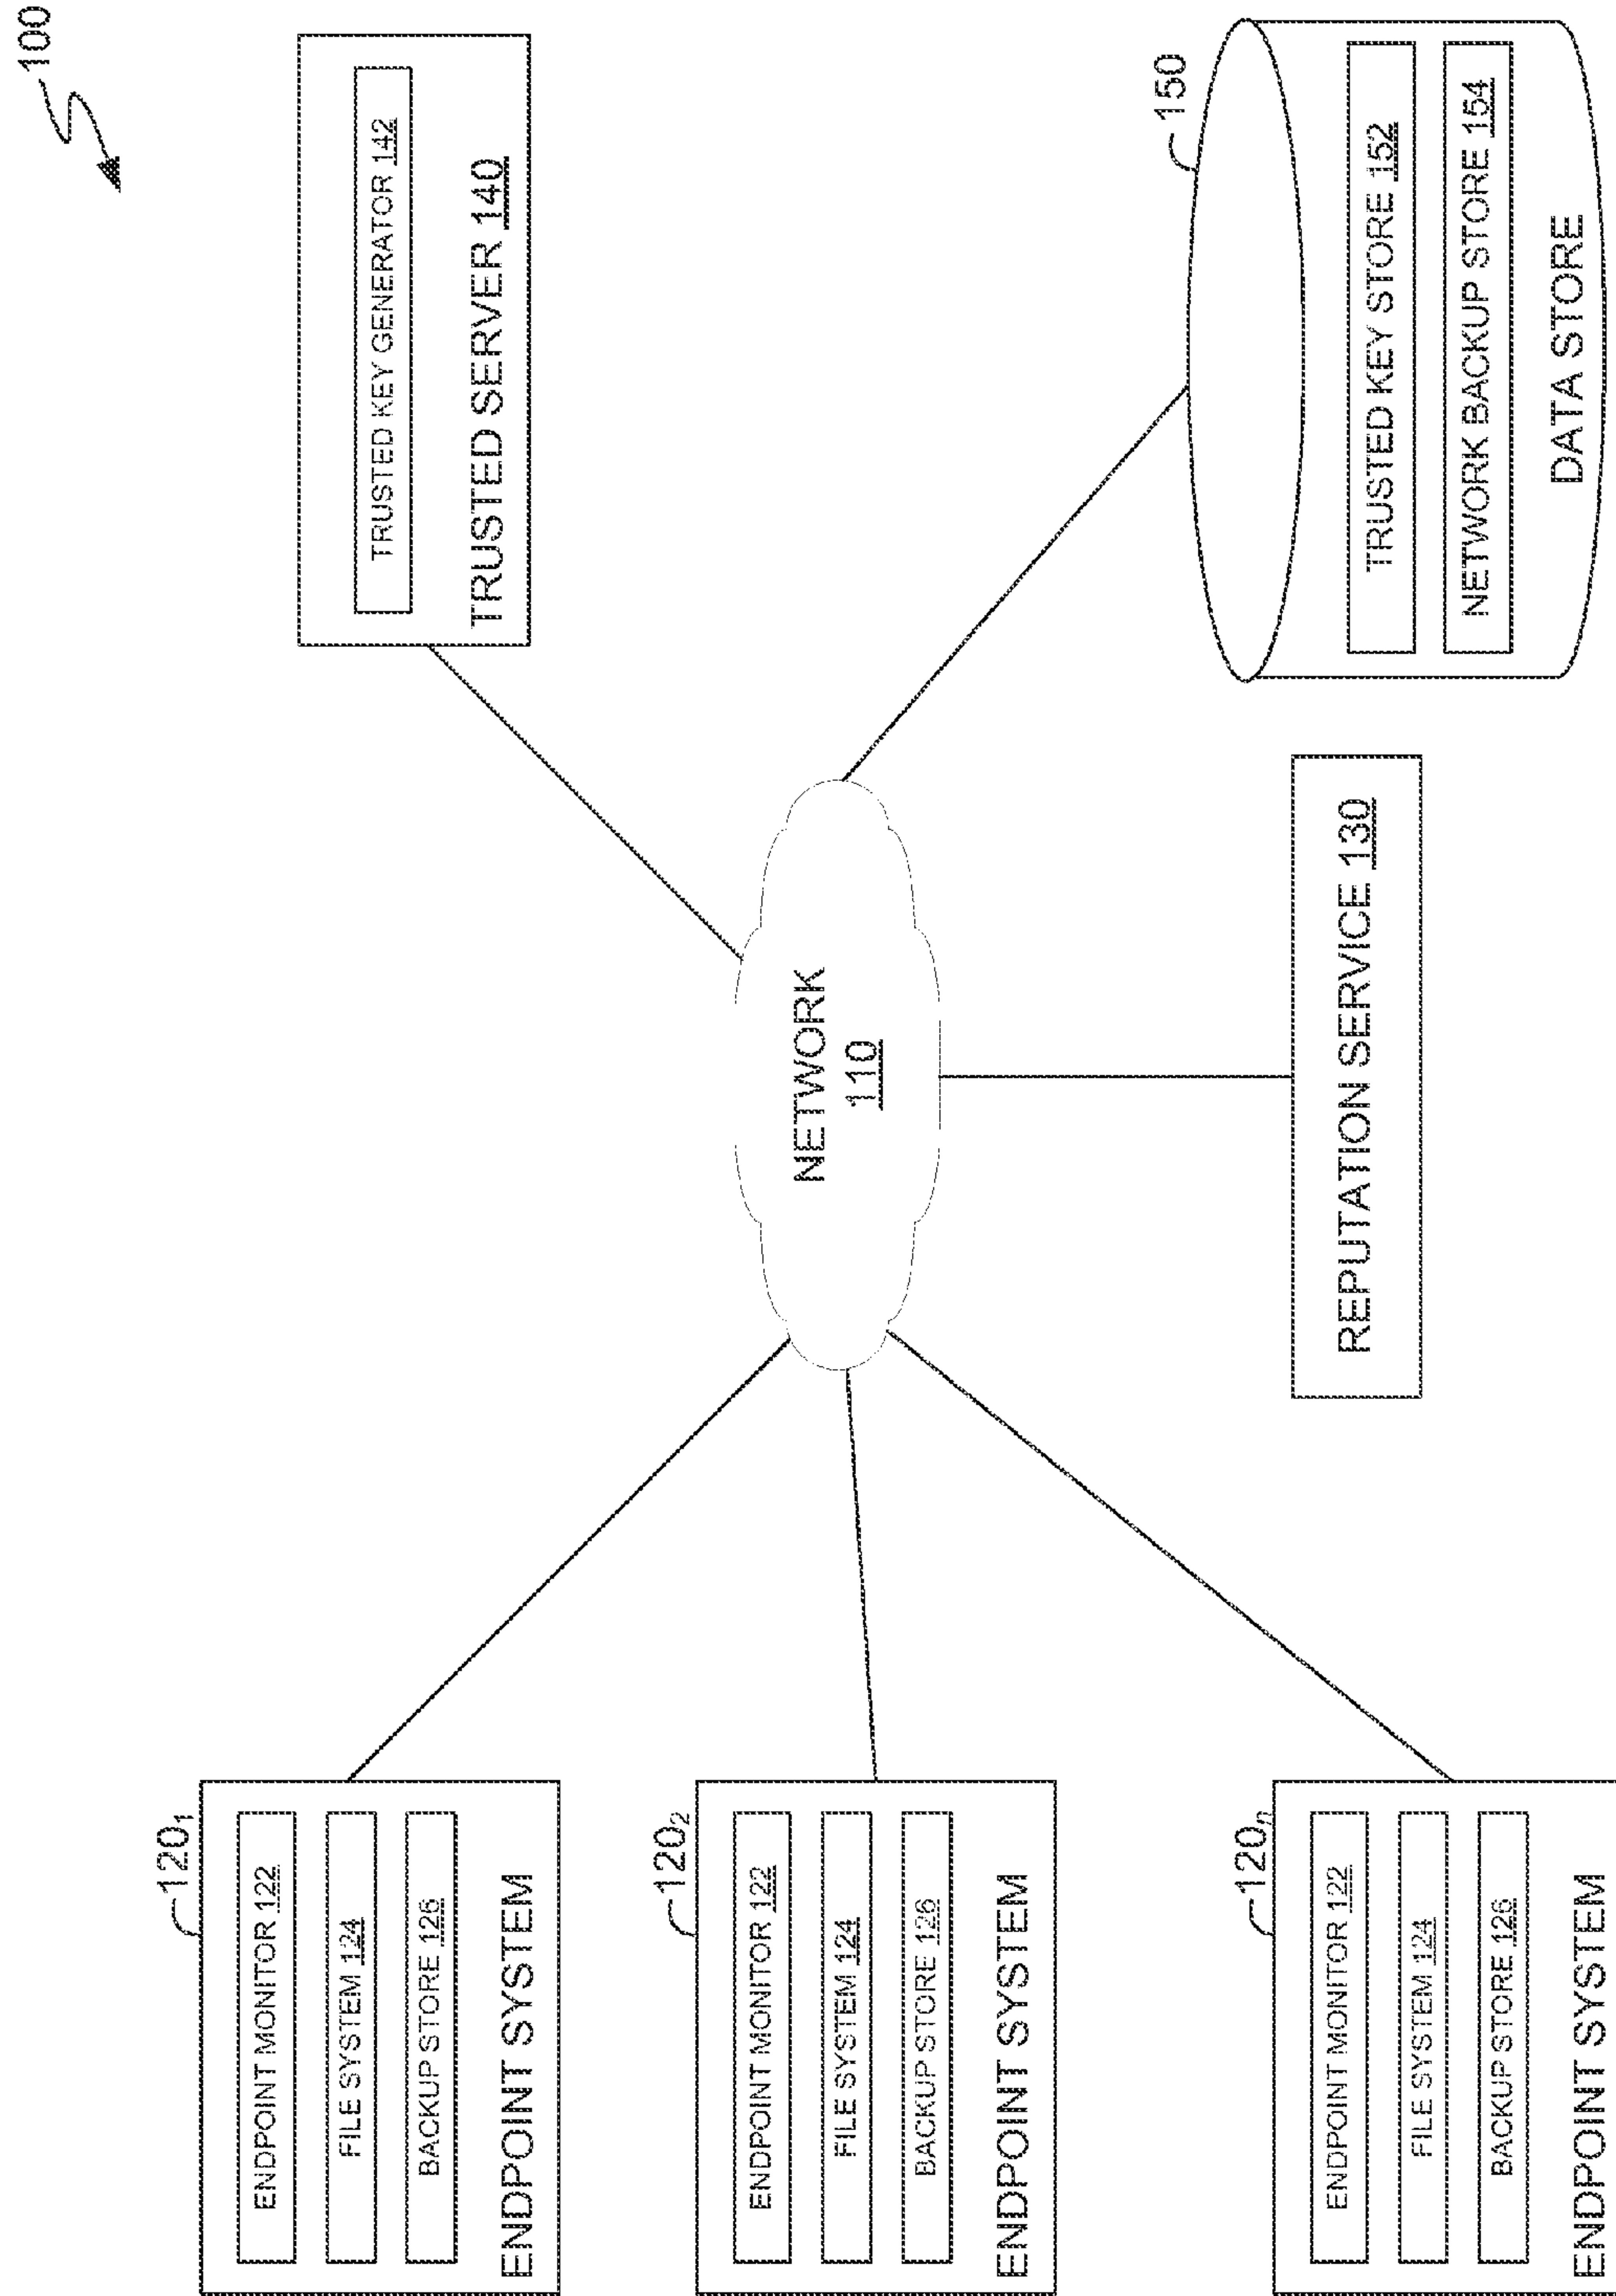 100
120₁
ENDPOINT MONITOR 122
FILE SYSTEM 124
BACKUP STORE 126
ENDPOINT SYSTEM
120₂
ENDPOINT MONITOR 122
FILE SYSTEM 124
BACKUP STORE 126
ENDPOINT SYSTEM
120ₙ
ENDPOINT MONITOR 122
FILE SYSTEM 124
BACKUP STORE 126
ENDPOINT SYSTEM
NETWORK
110
REPUTATION SERVICE 130
TRUSTED KEY GENERATOR 142
TRUSTED SERVER 140
150
TRUSTED KEY STORE 152
NETWORK BACKUP STORE 154
DATA STORE